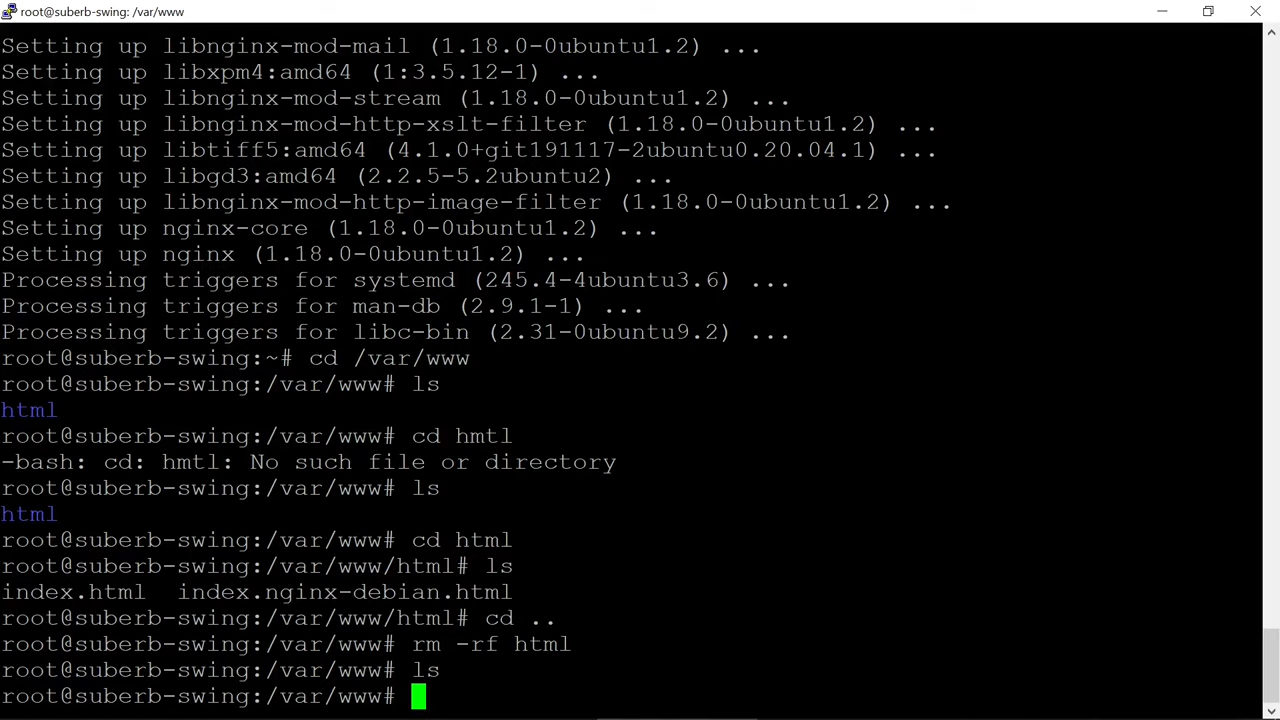 root@suberb-swing: /var/www
Setting up libnginx-mod-mail (1.18.0-0ubuntu1.2) ...
Setting up libxpm4:amd64 (1:3.5.12-1) ...
Setting up libnginx-mod-stream (1.18.0-0ubuntu1.2) ...
Setting up libnginx-mod-http-xslt-filter (1.18.0-0ubuntu1.2) ...
Setting up libtiff5:amd64 (4.1.0+git191117-2ubuntu0.20.04.1) ...
Setting up libgd3:amd64 (2.2.5-5.2ubuntu2) ...
Setting up libnginx-mod-http-image-filter (1.18.0-0ubuntu1.2) ...
Setting up nginx-core (1.18.0-0ubuntu1.2) ...
Setting up nginx (1.18.0-0ubuntu1.2) ...
Processing triggers for systemd (245.4-4ubuntu3.6) ...
Processing triggers for man-db (2.9.1-1) ...
Processing triggers for libc-bin (2.31-0ubuntu9.2) ...
root@suberb-swing:~# cd /var/www
root@suberb-swing:/var/www# ls
html
root@suberb-swing:/var/www# cd hmtl
-bash: cd: hmtl: No such file or directory
root@suberb-swing:/var/www# ls
html
root@suberb-swing:/var/www# cd html
root@suberb-swing:/var/www/html# ls
index.html  index.nginx-debian.html
root@suberb-swing:/var/www/html# cd ..
root@suberb-swing:/var/www# rm -rf html
root@suberb-swing:/var/www# ls
root@suberb-swing:/var/www#